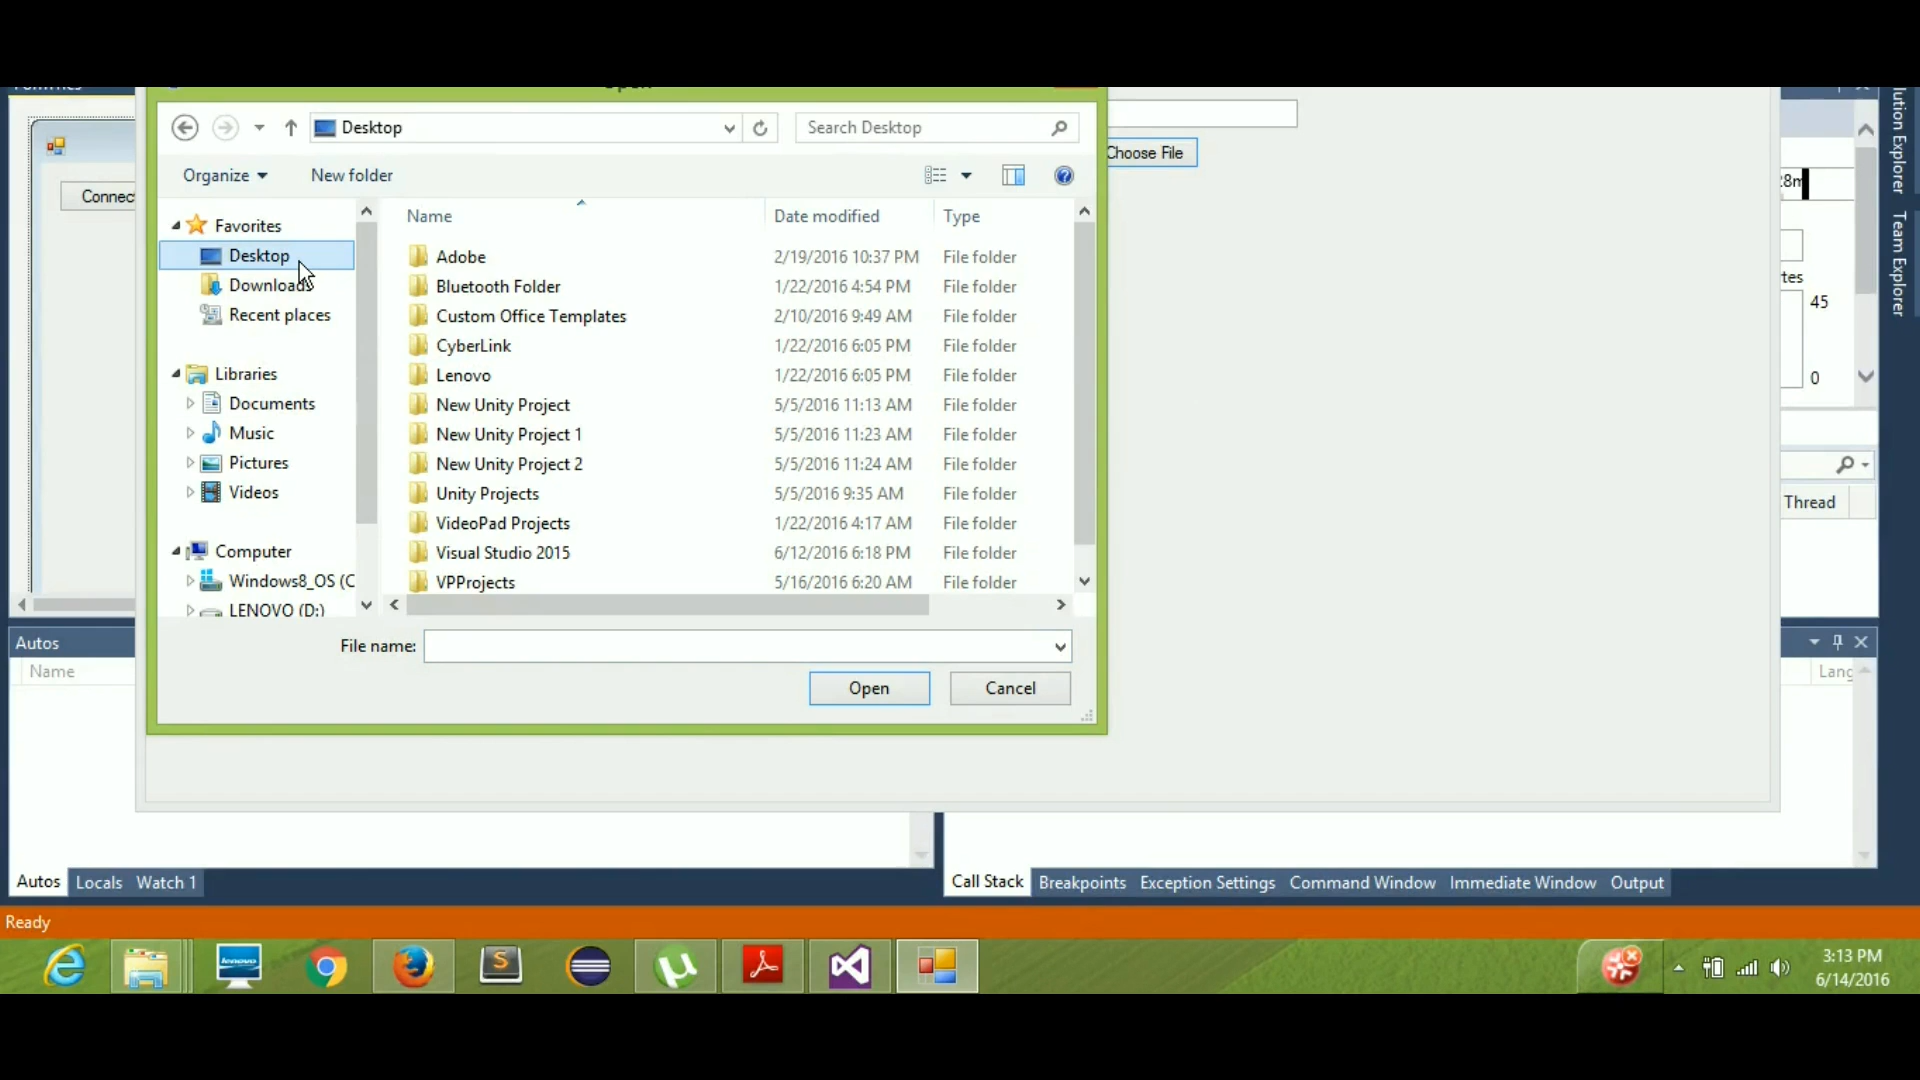 Desktop
Search Desktop
Choose File
Organize
New folder
Connec
Name
Date modified
Type
Favorites
Desktop
Downloads
Recent places
Libraries
Documents
Music
Pictures
Videos
Computer
Windows8_OS (C
LENOVO (D:)
Adobe 2/19/2016 10:37 PM File folder
Bluetooth Folder 1/22/2016 4:54 PM File folder
Custom Office Templates 2/10/2016 9:49 AM File folder
CyberLink 1/22/2016 6:05 PM File folder
Lenovo 1/22/2016 6:05 PM File folder
New Unity Project 5/5/2016 11:13 AM File folder
New Unity Project 1 5/5/2016 11:23 AM File folder
New Unity Project 2 5/5/2016 11:24 AM File folder
Unity Projects 5/5/2016 9:35 AM File folder
VideoPad Projects 1/22/2016 4:17 AM File folder
Visual Studio 2015 6/12/2016 6:18 PM File folder
VPProjects 5/16/2016 6:20 AM File folder
File name:
Open
Cancel
lution Explorer
Team Explorer
:8m
tes
45
0
Thread
Autos
Name
Lang
Autos Locals Watch 1
Call Stack Breakpoints Exception Settings Command Window Immediate Window Output
Ready
lenovo
S
3:13 PM
6/14/2016